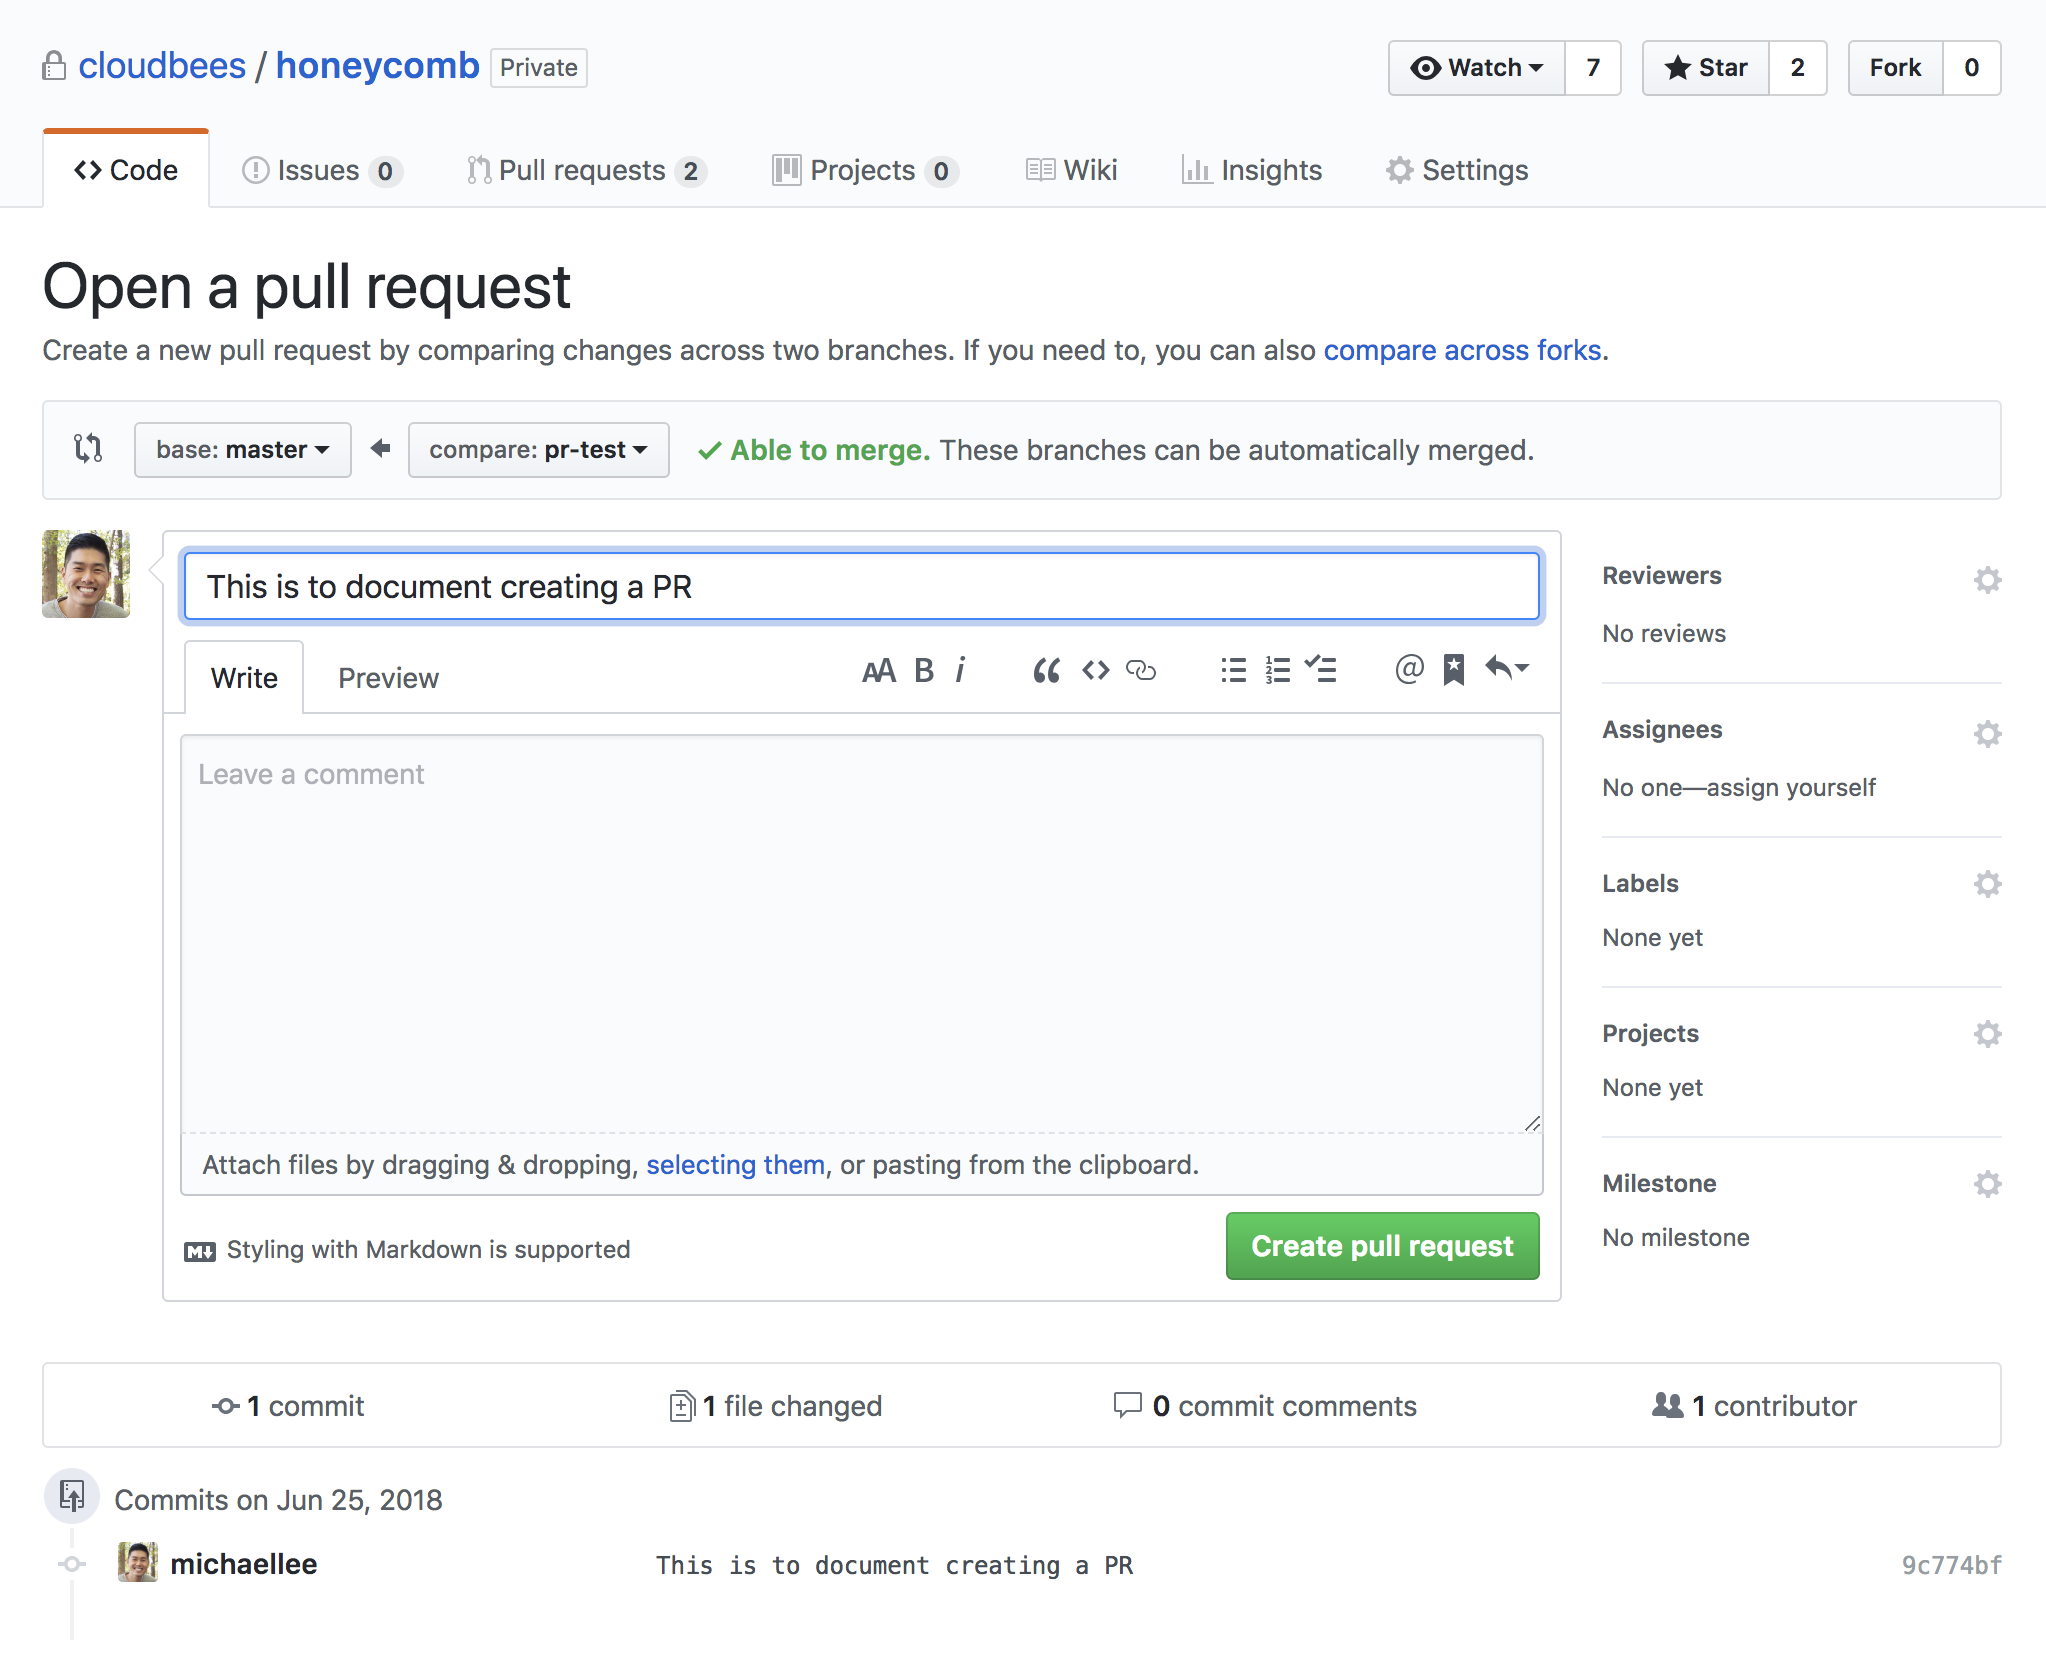 cloudbees / honeycomb Private Watch 7 Star 2 Fork 0
Code Issues 0 Pull requests 2 Projects 0 Wiki Insights Settings
Open a pull request
Create a new pull request by comparing changes across two branches. If you need to, you can also compare across forks.
base: master compare: pr-test Able to merge. These branches can be automatically merged.
This is to document creating a PR
Write Preview AA B i “ <> 1 2 3 @
Leave a comment
Attach files by dragging & dropping, selecting them, or pasting from the clipboard.
M Styling with Markdown is supported
Create pull request
Reviewers
No reviews
Assignees
No one—assign yourself
Labels
None yet
Projects
None yet
Milestone
No milestone
1 commit 1 file changed 0 commit comments 1 contributor
Commits on Jun 25, 2018
michaellee This is to document creating a PR 9c774bf